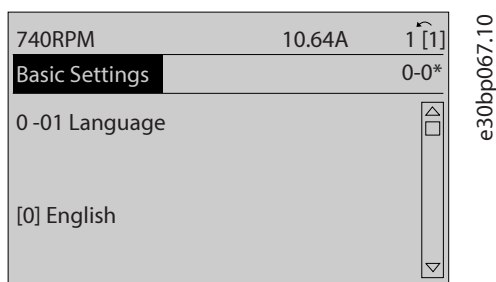 740RPM 10.64A 1 [1]
Basic Settings 0-0*
0 -01 Language
[0] English
e30bp067.10